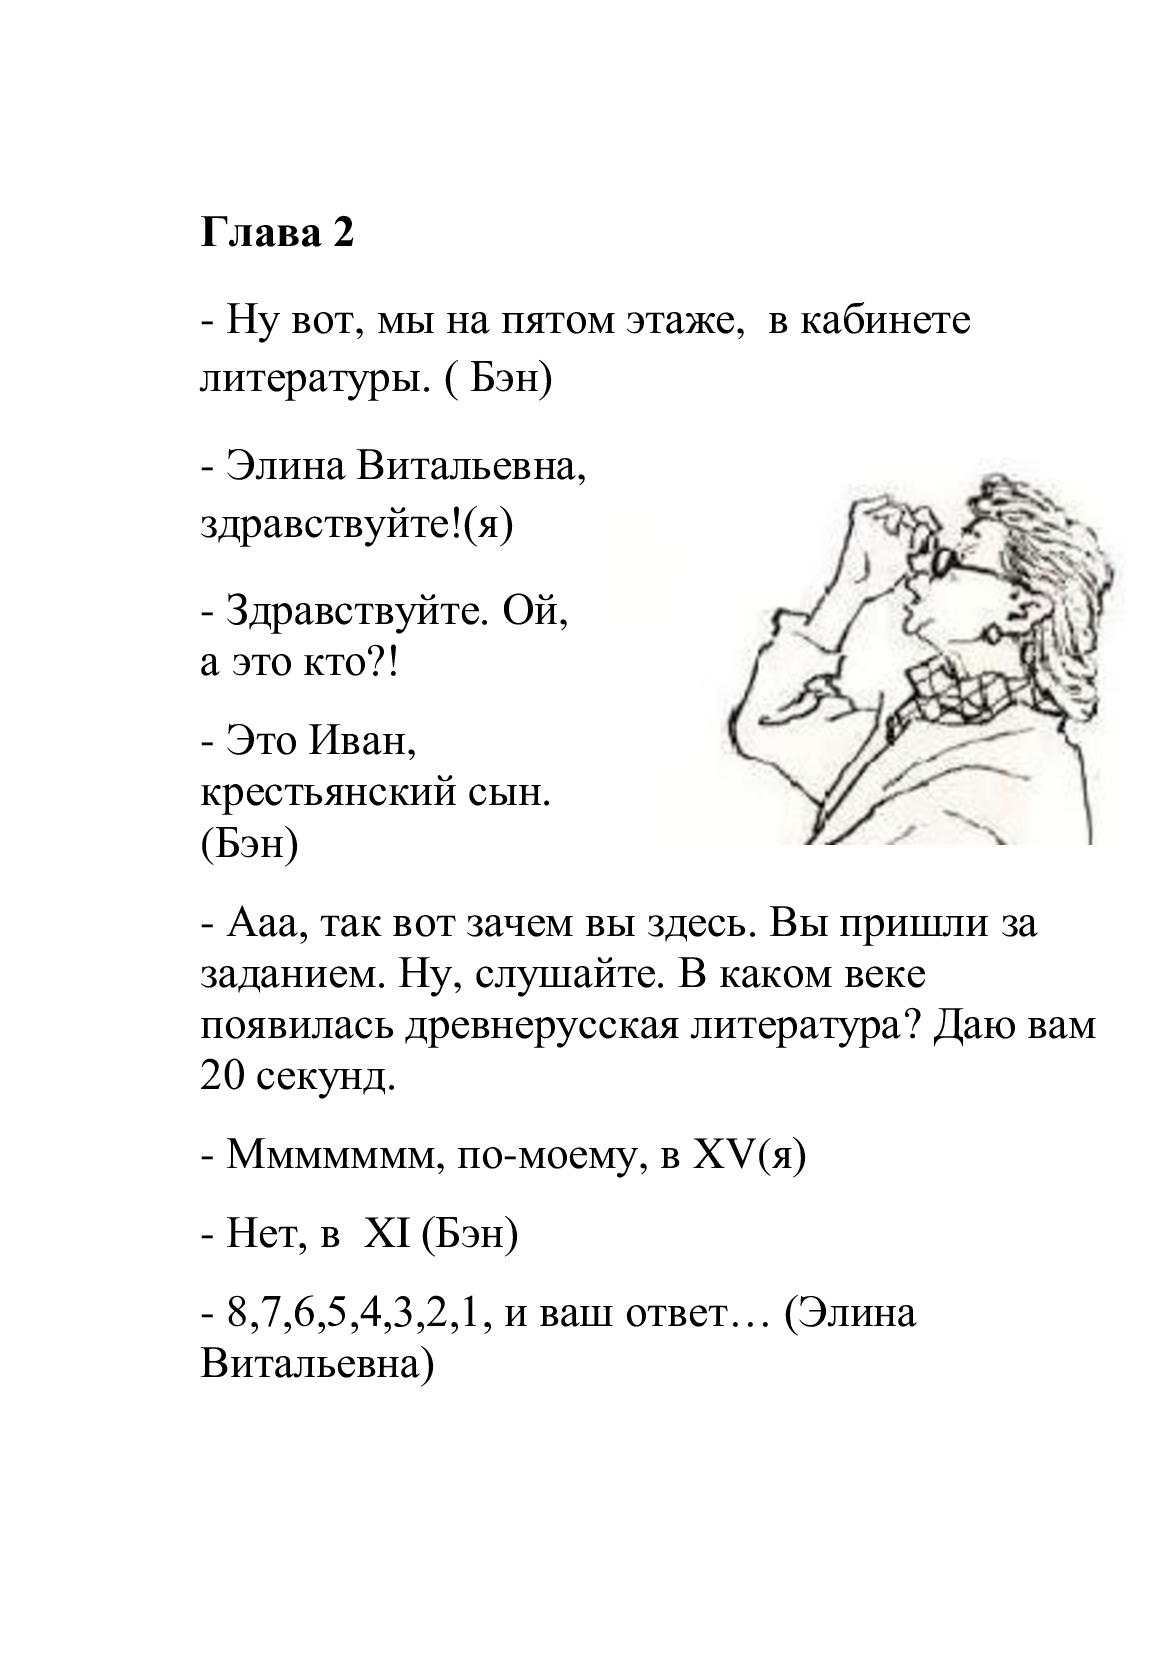 Глава 2
- Ну вот, мы на пятом этаже,  в кабинете
литературы. ( Бэн)
- Элина Витальевна,
здравствуйте!(я)
- Здравствуйте. Ой,
а это кто?!
- Это Иван,
крестьянский сын.
(Бэн)
- Ааа, так вот зачем вы здесь. Вы пришли за
заданием. Ну, слушайте. В каком веке
появилась древнерусская литература? Даю вам
20 секунд.
- Ммммммм, по-моему, в XV(я)
- Нет, в  XI (Бэн)
- 8,7,6,5,4,3,2,1, и ваш ответ… (Элина
Витальевна)